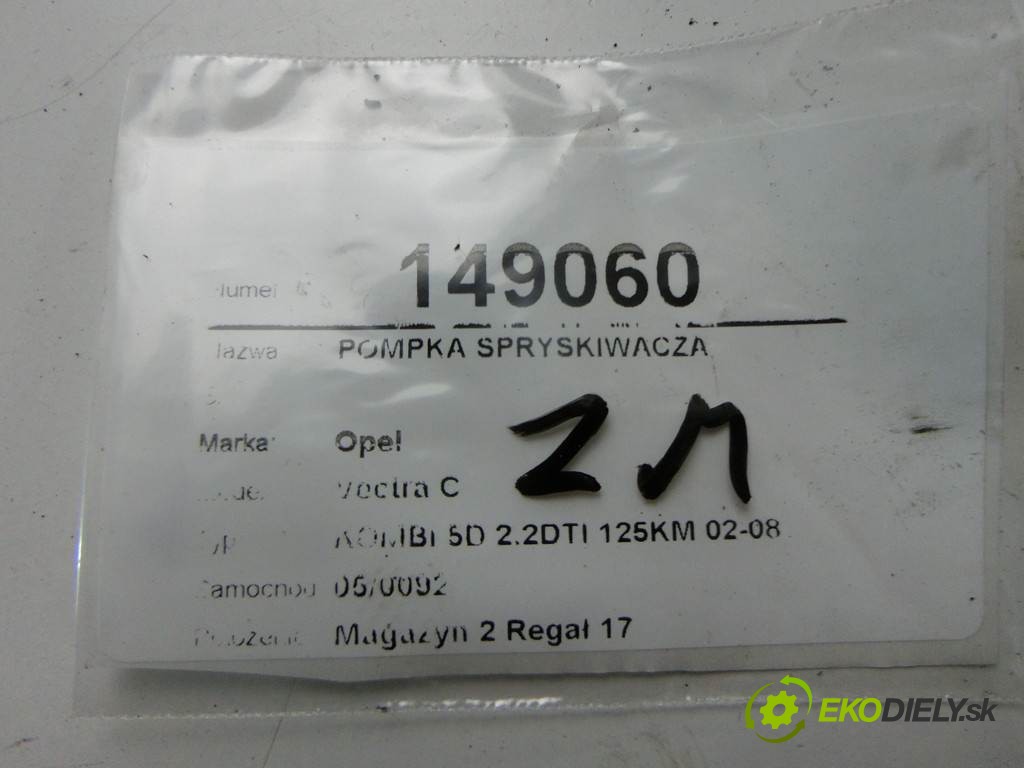 149060
POMPKA SPRYSKIWACZA
Marka: Opel
Vectra C
KOMBI 5D 2.2DTI 125KM 02-08
05/0092
Magazyn 2 Regał 17
EKODIELY.sk